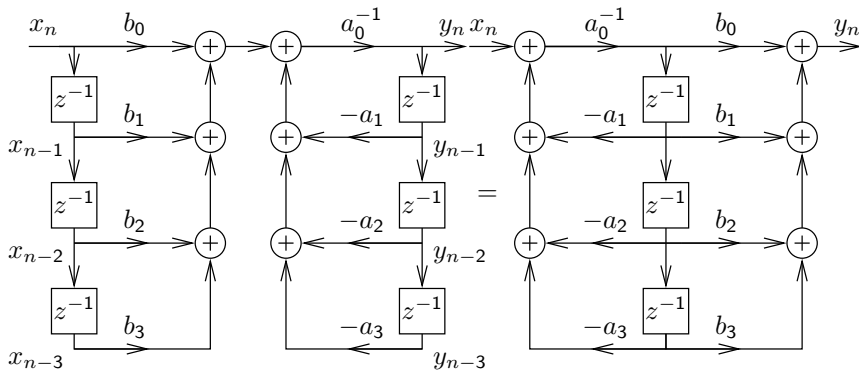 x_n b_0 + + a_0^{-1} y_n x_n + a_0^{-1} b_0 + y_n
z^{-1} z^{-1} z^{-1}
b_1 + + -a_1 + -a_1 b_1 +
x_{n-1} y_{n-1}
z^{-1} z^{-1} = z^{-1}
b_2 + + -a_2 + -a_2 b_2 +
x_{n-2} y_{n-2}
z^{-1} z^{-1} z^{-1}
b_3 -a_3 -a_3 b_3
x_{n-3} y_{n-3}